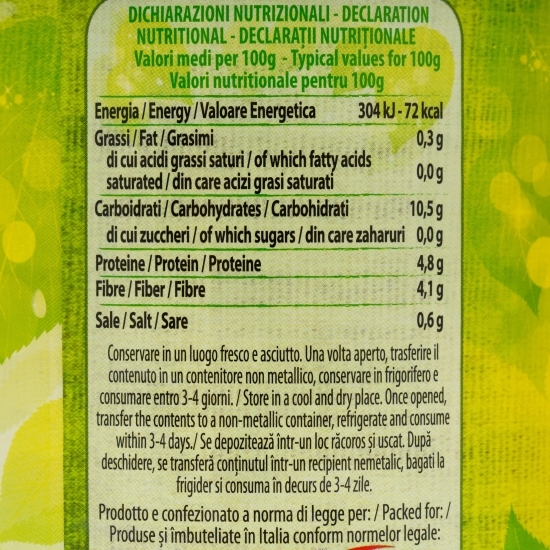 DICHIARAZIONI NUTRIZIONALI - DECLARATION
NUTRITIONAL - DECLARAȚII NUTRIȚIONALE
Valori medi per 100g - Typical values for 100g
Valori nutritionale pentru 100g
Energia / Energy / Valoare Energetica 304 kJ - 72 kcal
Grassi / Fat / Grasimi 0,3 g
di cui acidi grassi saturi / of which fatty acids
saturated / din care acizi grasi saturati 0,0 g
Carboidrati / Carbohydrates / Carbohidrati 10,5 g
di cui zuccheri / of which sugars / din care zaharuri 0,0 g
Proteine / Protein / Proteine 4,8 g
Fibre / Fiber / Fibre 4,1 g
Sale / Salt / Sare 0,6 g
Conservare in un luogo fresco e asciutto. Una volta aperto, trasferire il
contenuto in un contenitore non metallico, conservare in frigorifero e
consumare entro 3-4 giorni. / Store in a cool and dry place. Once opened,
transfer the contents to a non-metallic container, refrigerate and consume
within 3-4 days./ Se depozitează într-un loc răcoros și uscat. După
deschidere, se transferă conținutul într-un recipient nemetalic, bagati la
frigider si consuma în decurs de 3-4 zile.
Prodotto e confezionato a norma di legge per: / Packed for: /
Produse și îmbuteliate în Italia conform normelor legale: